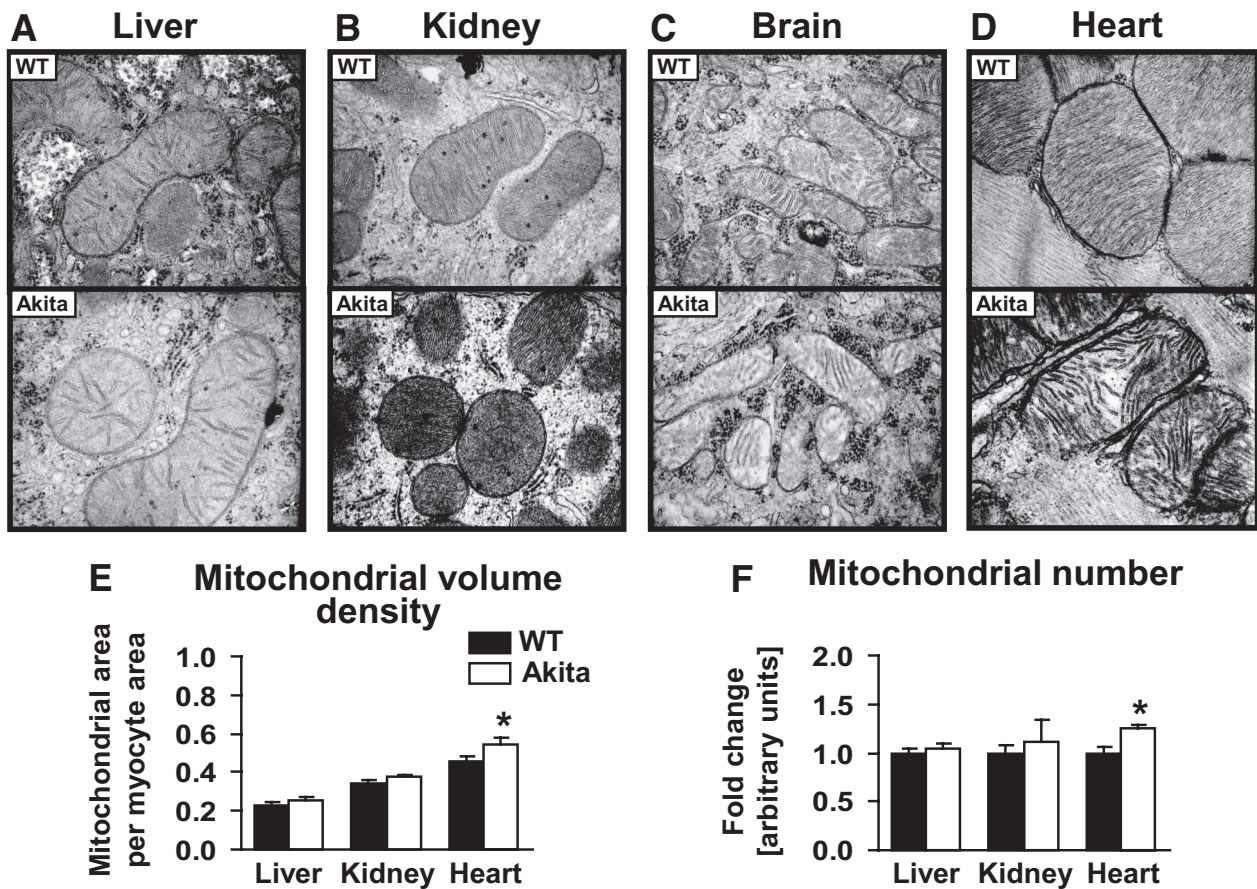 A Liver
B Kidney
C Brain
D Heart
WT
WT
WT
WT
Akita
Akita
Akita
Akita
E Mitochondrial volume
density
WT
Akita
Mitochondrial area
per myocyte area
1.0
0.8
0.6
0.4
0.2
0.0
*
Liver Kidney Heart
F Mitochondrial number
Fold change
[arbitrary units]
2.0
1.5
1.0
0.5
0.0
*
Liver Kidney Heart